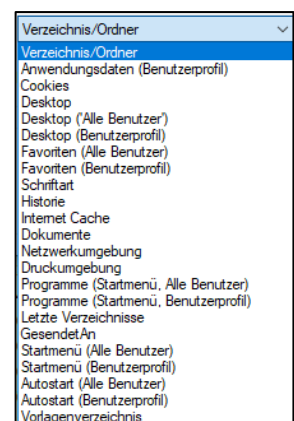 Verzeichnis/Ordner
Verzeichnis/Ordner
Anwendungsdaten (Benutzerprofil)
Cookies
Desktop
Desktop ('Alle Benutzer')
Desktop (Benutzerprofil)
Favoriten (Alle Benutzer)
Favoriten (Benutzerprofil)
Schriftart
Historie
Internet Cache
Dokumente
Netzwerkumgebung
Druckumgebung
Programme (Startmenü, Alle Benutzer)
Programme (Startmenü, Benutzerprofil)
Letzte Verzeichnisse
GesendetAn
Startmenü (Alle Benutzer)
Startmenü (Benutzerprofil)
Autostart (Alle Benutzer)
Autostart (Benutzerprofil)
Vorlagenverzeichnis